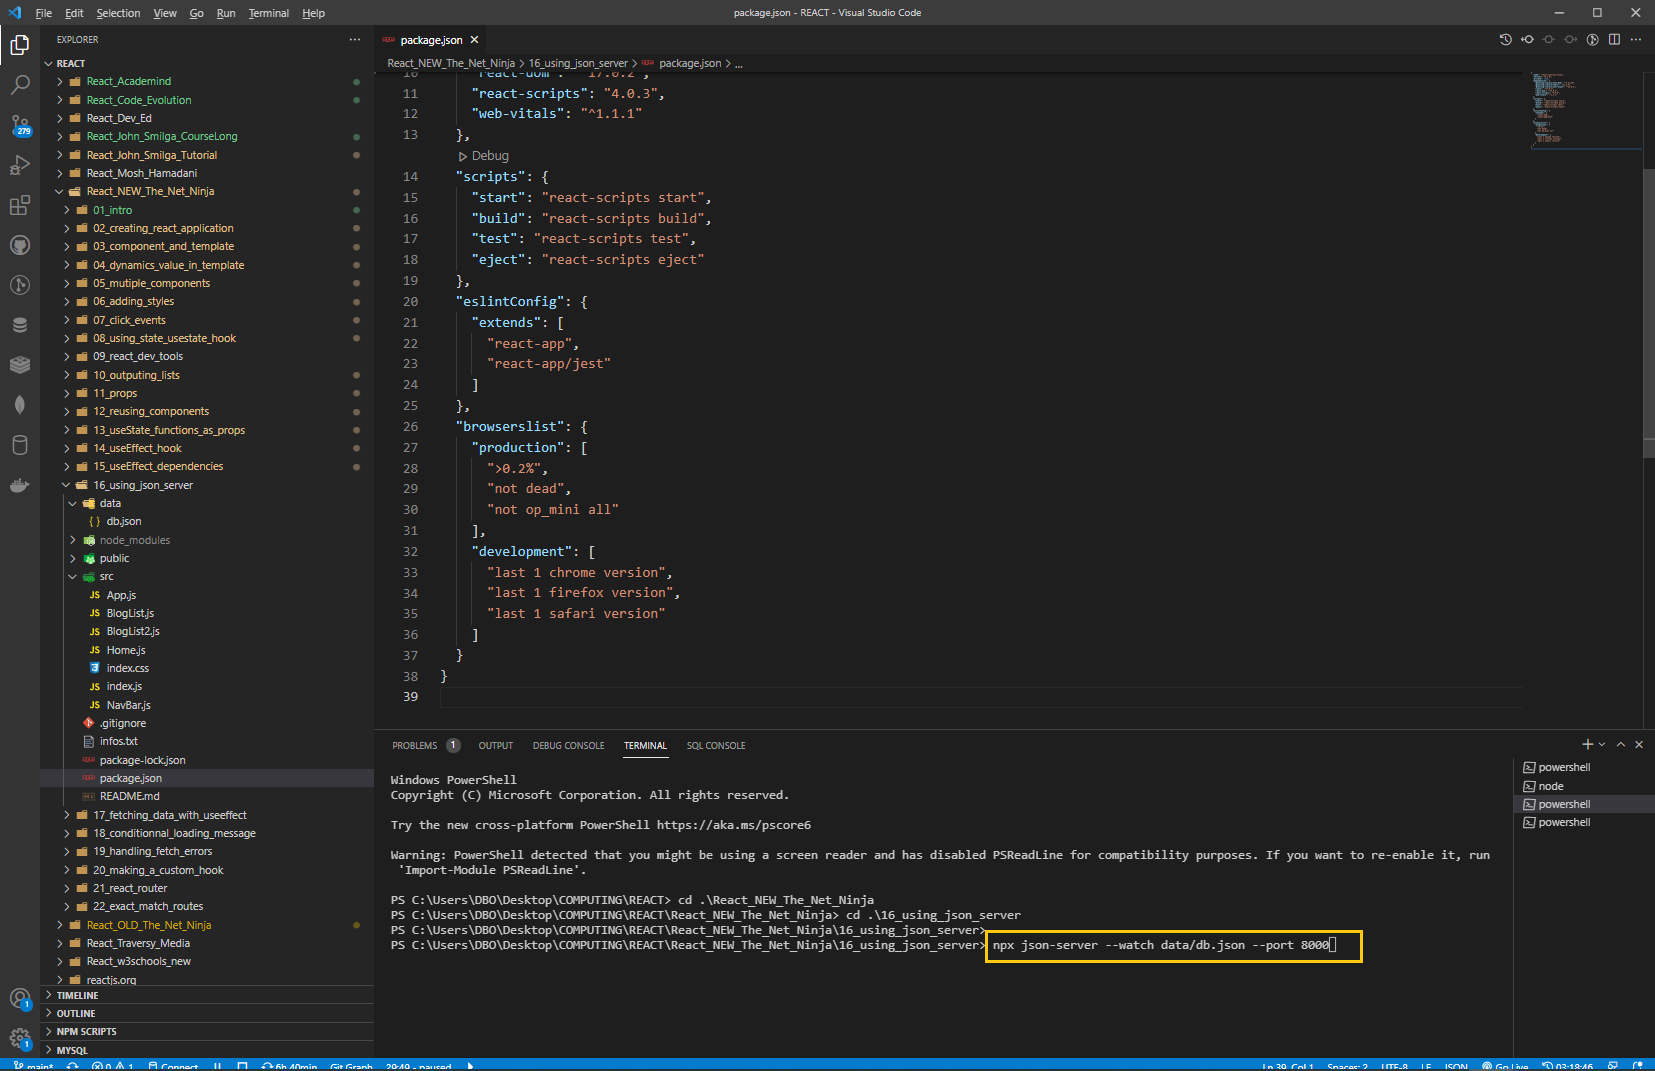 File Edit Selection View Go Run Terminal Help
package.json - REACT - Visual Studio Code
EXPLORER
REACT
React_Academind
React_Code_Evolution
React_Dev_Ed
React_John_Smilga_CourseLong
React_John_Smilga_Tutorial
React_Mosh_Hamadani
React_NEW_The_Net_Ninja
01_intro
02_creating_react_application
03_component_and_template
04_dynamics_value_in_template
05_mutiple_components
06_adding_styles
07_click_events
08_using_state_usestate_hook
09_react_dev_tools
10_outputing_lists
11_props
12_reusing_components
13_useState_functions_as_props
14_useEffect_hook
15_useEffect_dependencies
16_using_json_server
data
{} db.json
node_modules
public
src
JS App.js
JS BlogList.js
JS BlogList2.js
JS Home.js
index.css
JS index.js
JS NavBar.js
.gitignore
infos.txt
package-lock.json
package.json
README.md
17_fetching_data_with_useeffect
18_conditionnal_loading_message
19_handling_fetch_errors
20_making_a_custom_hook
21_react_router
22_exact_match_routes
React_OLD_The_Net_Ninja
React_Traversy_Media
React_w3schools_new
reactjs.org
TIMELINE
OUTLINE
NPM SCRIPTS
MYSQL
279
1
1
package.json
React_NEW_The_Net_Ninja > 16_using_json_server > package.json > ...
10 "react-dom": "^17.0.2",
11 "react-scripts": "4.0.3",
12 "web-vitals": "^1.1.1"
13 },
Debug
14 "scripts": {
15 "start": "react-scripts start",
16 "build": "react-scripts build",
17 "test": "react-scripts test",
18 "eject": "react-scripts eject"
19 },
20 "eslintConfig": {
21 "extends": [
22 "react-app",
23 "react-app/jest"
24 ]
25 },
26 "browserslist": {
27 "production": [
28 ">0.2%",
29 "not dead",
30 "not op_mini all"
31 ],
32 "development": [
33 "last 1 chrome version",
34 "last 1 firefox version",
35 "last 1 safari version"
36 ]
37 }
38 }
39
PROBLEMS 1 OUTPUT DEBUG CONSOLE TERMINAL SQL CONSOLE
Windows PowerShell
Copyright (C) Microsoft Corporation. All rights reserved.
Try the new cross-platform PowerShell https://aka.ms/pscore6
Warning: PowerShell detected that you might be using a screen reader and has disabled PSReadLine for compatibility purposes. If you want to re-enable it, run
'Import-Module PSReadLine'.
PS C:\Users\DBO\Desktop\COMPUTING\REACT> cd .\React_NEW_The_Net_Ninja
PS C:\Users\DBO\Desktop\COMPUTING\REACT\React_NEW_The_Net_Ninja> cd .\16_using_json_server
PS C:\Users\DBO\Desktop\COMPUTING\REACT\React_NEW_The_Net_Ninja\16_using_json_server>
PS C:\Users\DBO\Desktop\COMPUTING\REACT\React_NEW_The_Net_Ninja\16_using_json_server> npx json-server --watch data/db.json --port 8000
powershell
node
powershell
powershell
main* 0 1 Connect 6h 40min Git Graph 29:49 - paused Ln 39, Col 1 Spaces: 2 UTF-8 LF JSON Go Live 03:18:46